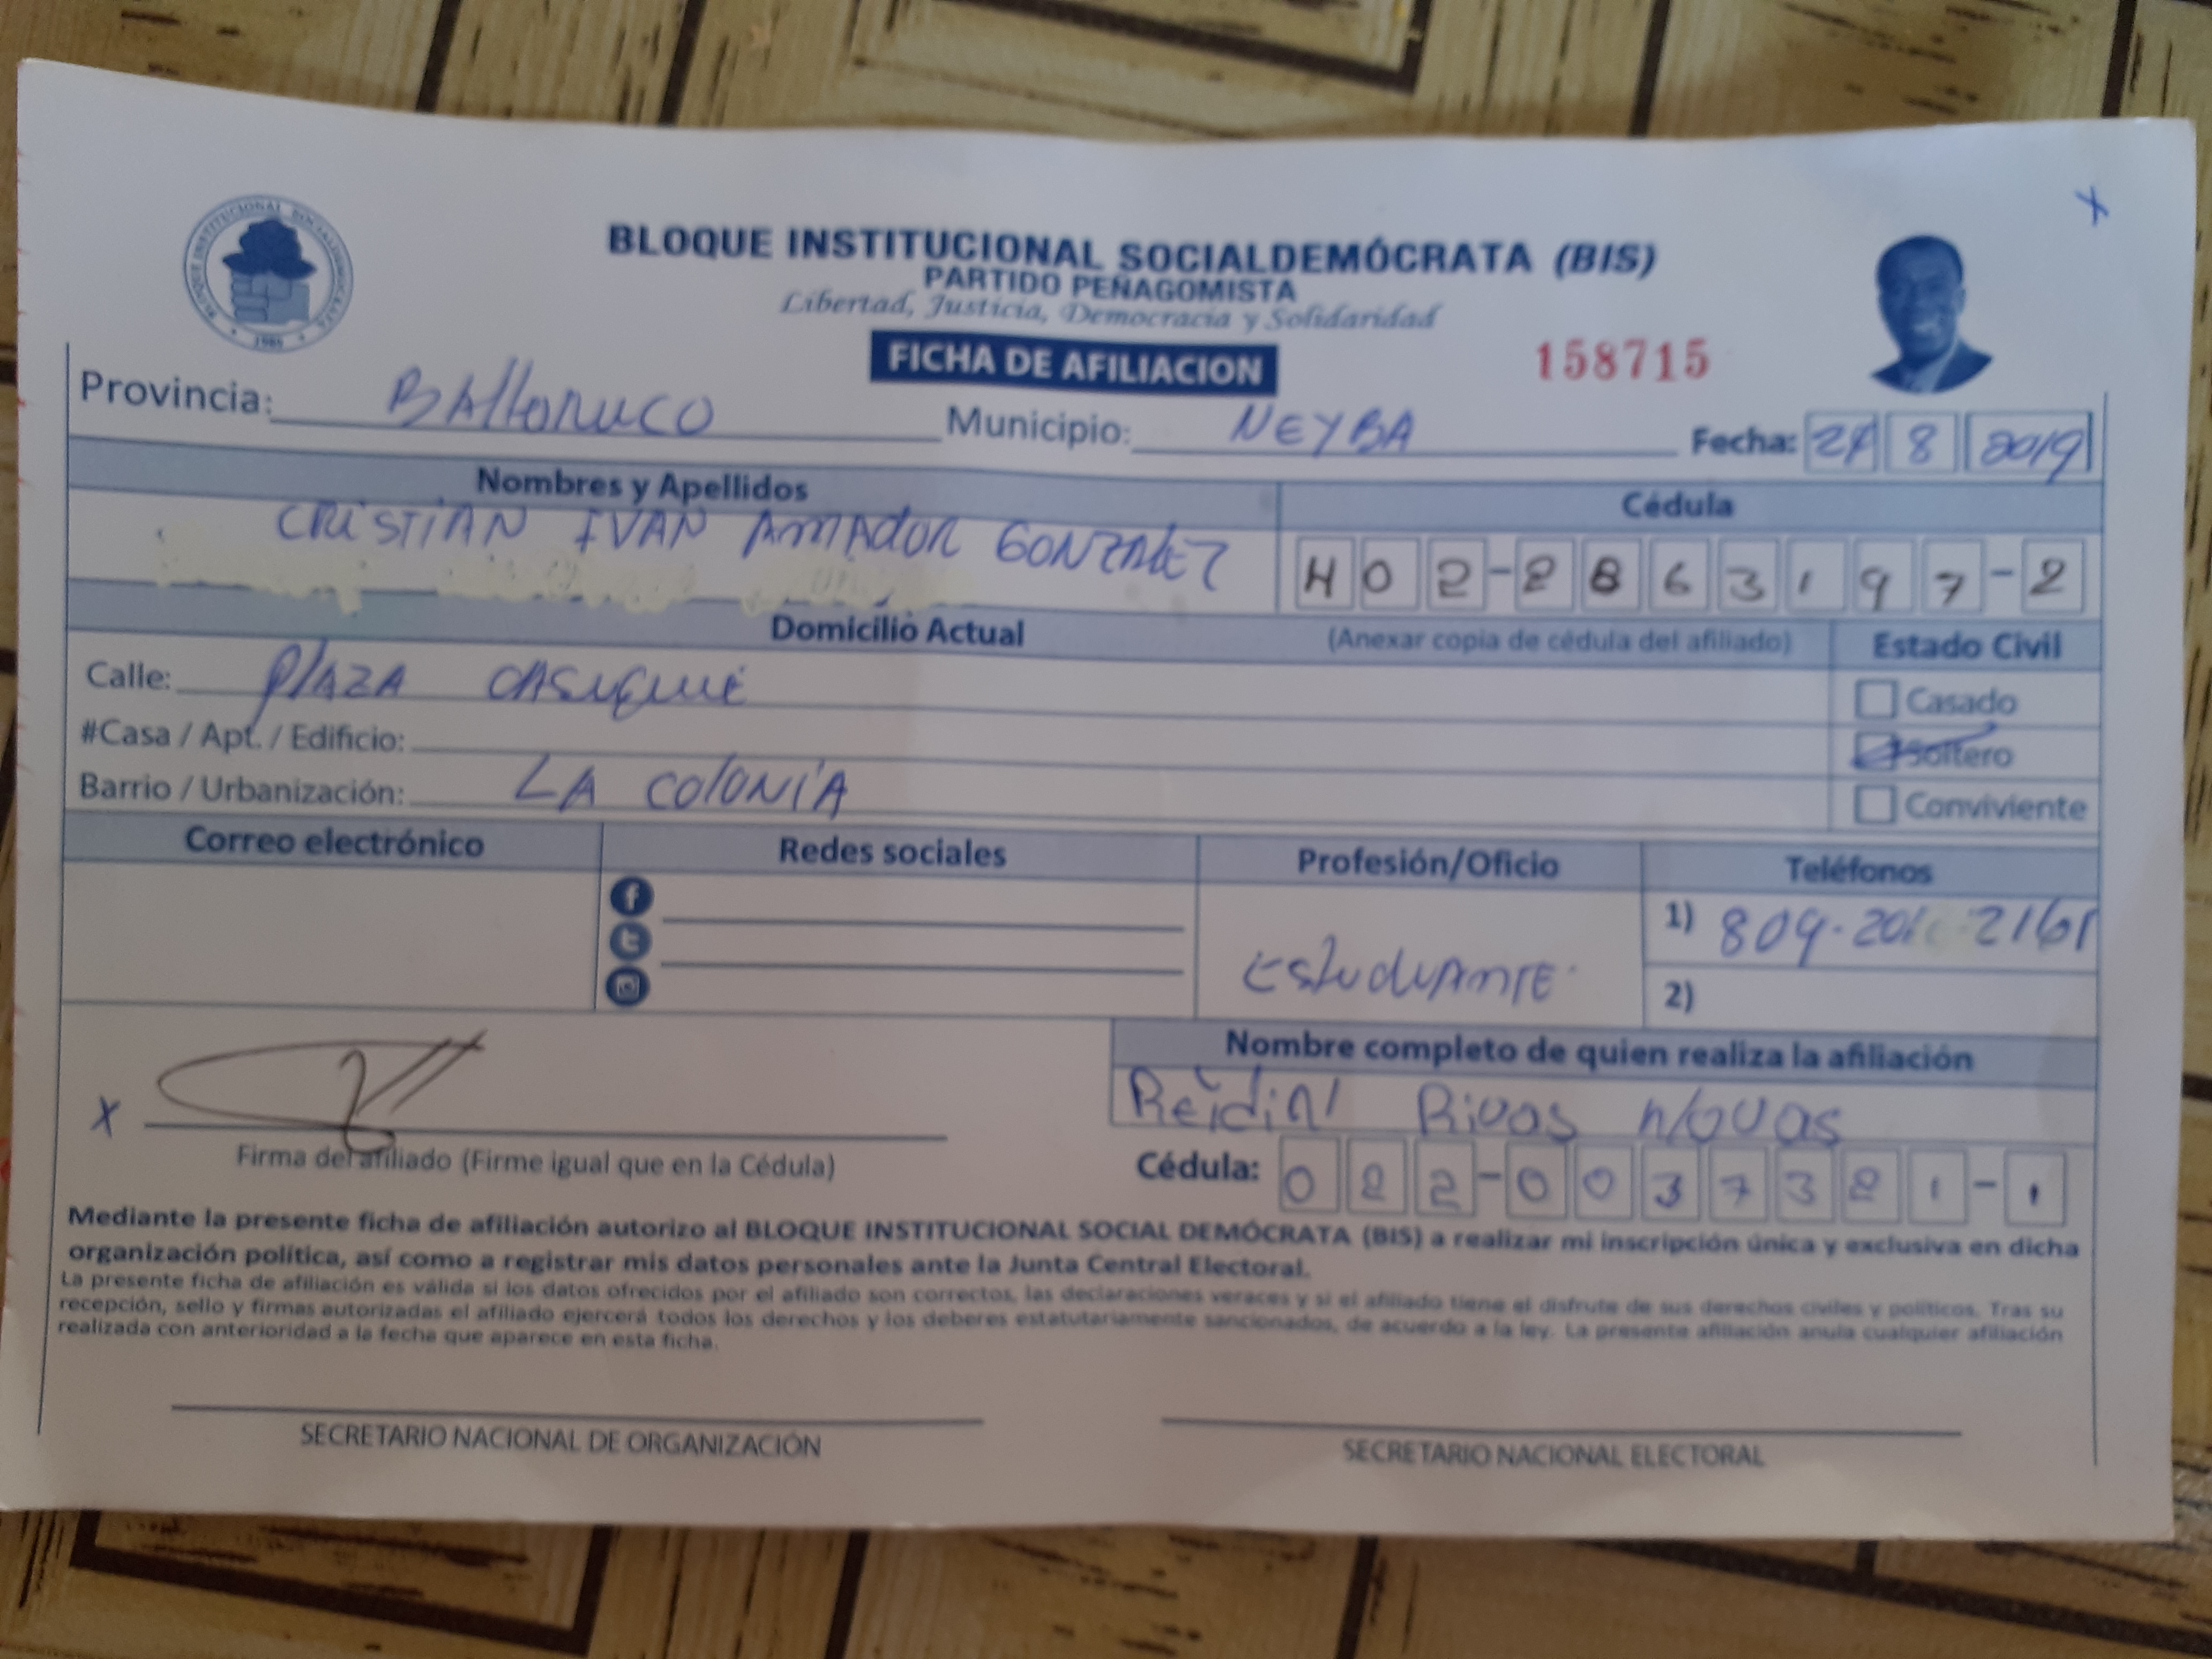 BLOQUE INSTITUCIONAL SOCIALDEMÓCRATA
1985
BLOQUE INSTITUCIONAL SOCIALDEMÓCRATA (BIS)
PARTIDO PEÑAGOMISTA
Libertad, Justicia, Democracia y Solidaridad
FICHA DE AFILIACION 158715
Provincia: BAHORUCO Municipio: NEYBA Fecha: 8 2019
Nombres y Apellidos Cédula
CRISTIAN IVAN AMADOR GONZALEZ 402-2863197-2
Domicilio Actual (Anexar copia de cédula del afiliado) Estado Civil
Calle: PlAZA CASIQUE Casado
#Casa / Apt. / Edificio: Soltero
Barrio / Urbanización: LA COlONIA Conviviente
Correo electrónico Redes sociales Profesión/Oficio Teléfonos
Estudiante 1) 809-
2)
Nombre completo de quien realiza la afiliación
X Reidin Rivas novas
Firma del afiliado (Firme igual que en la Cédula) Cédula: 022-0037321-1
Mediante la presente ficha de afiliación autorizo al BLOQUE INSTITUCIONAL SOCIAL DEMÓCRATA (BIS) a realizar mi inscripción única y exclusiva en dicha
organización política, así como a registrar mis datos personales ante la Junta Central Electoral.
La presente ficha de afiliación es válida si los datos ofrecidos por el afiliado son correctos, las declaraciones veraces y si el afiliado tiene el disfrute de sus derechos civiles y políticos. Tras su
recepción, sello y firmas autorizadas el afiliado ejercerá todos los derechos y los deberes estatutariamente sancionados, de acuerdo a la ley. La presente afiliación anula cualquier afiliación
realizada con anterioridad a la fecha que aparece en esta ficha.
SECRETARIO NACIONAL DE ORGANIZACIÓN SECRETARIO NACIONAL ELECTORAL